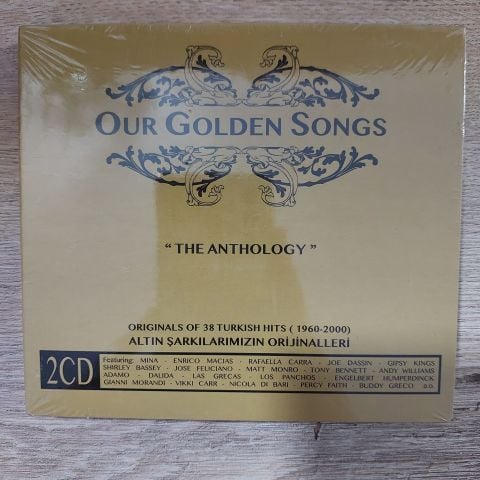 OUR GOLDEN SONGS
“ THE ANTHOLOGY ”
ORIGINALS OF 38 TURKISH HITS ( 1960-2000)
ALTIN ŞARKILARIMIZIN ORİJİNALLERİ
2CD
Featuring: MINA - ENRICO MACIAS - RAFAELLA CARRA - JOE DASSIN - GIPSY KINGS
SHIRLEY BASSEY - JOSE FELICIANO - MATT MONRO - TONY BENNETT - ANDY WILLIAMS
ADAMO - DALIDA - LAS GRECAS - LOS PANCHOS - ENGELBERT HUMPERDINCK
GIANNI MORANDI - VIKKI CARR - NICOLA DI BARI - PERCY FAITH - BUDDY GRECO a.o.